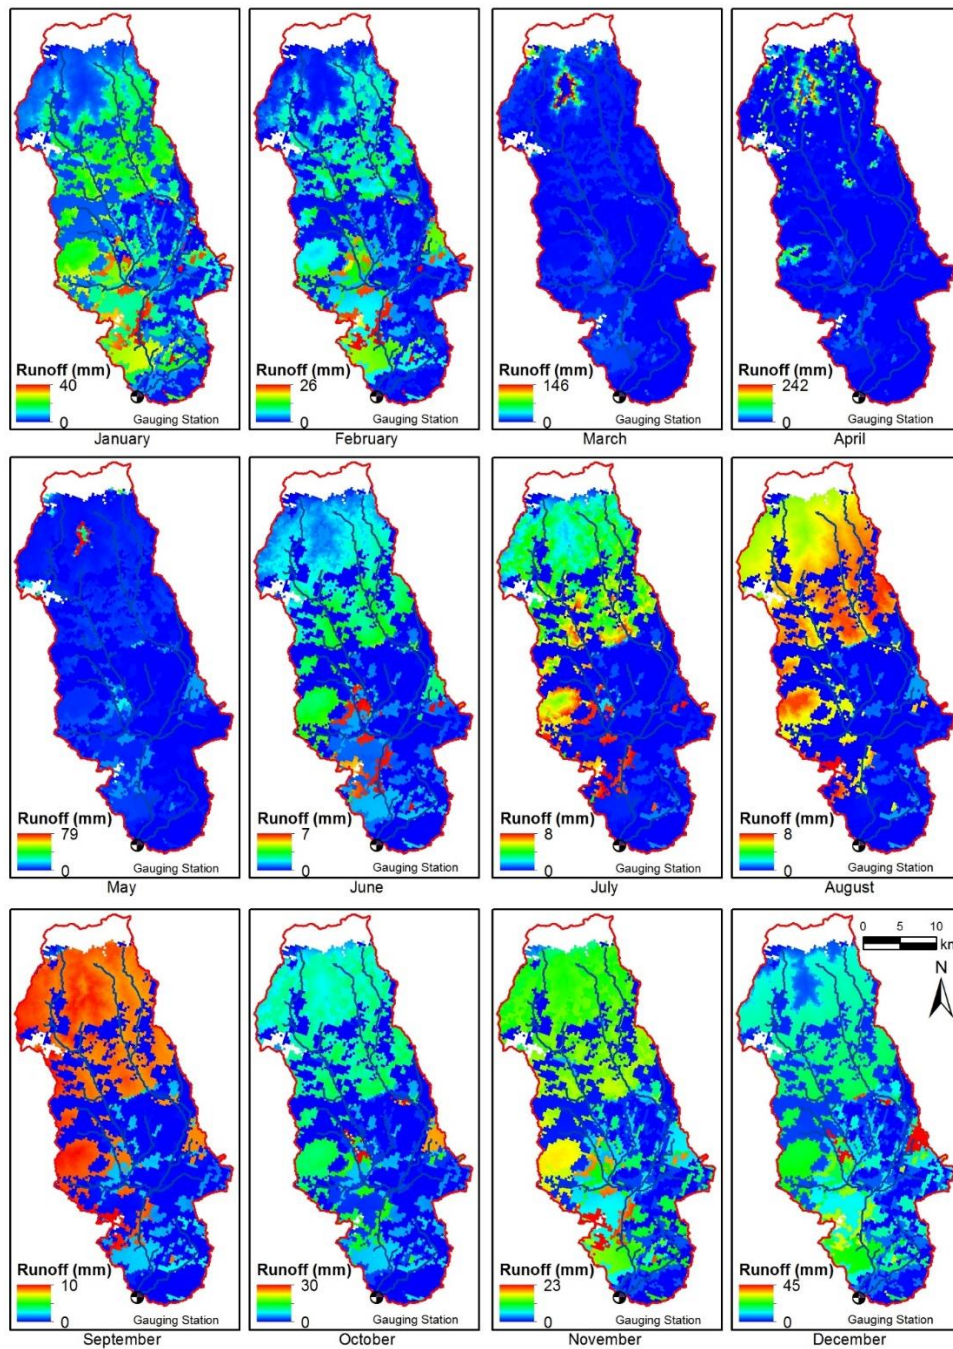 Runoff (mm)
40
0
Gauging Station
January
Runoff (mm)
26
0
Gauging Station
February
Runoff (mm)
146
0
Gauging Station
March
Runoff (mm)
242
0
Gauging Station
April
Runoff (mm)
79
0
Gauging Station
May
Runoff (mm)
7
0
Gauging Station
June
Runoff (mm)
8
0
Gauging Station
July
Runoff (mm)
8
0
Gauging Station
August
Runoff (mm)
10
0
Gauging Station
September
Runoff (mm)
30
0
Gauging Station
October
Runoff (mm)
23
0
Gauging Station
November
0 5 10
km
N
Runoff (mm)
45
0
Gauging Station
December